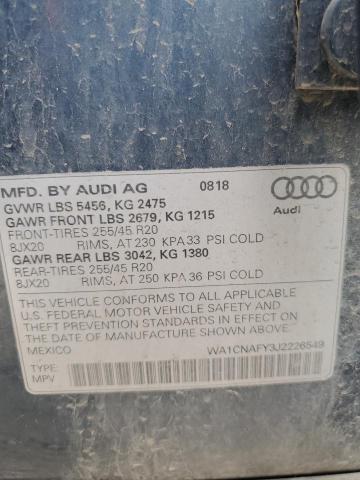 MFD. BY AUDI AG 0818
GVWR LBS 5456, KG 2475
GAWR FRONT LBS 2679, KG 1215
FRONT-TIRES 255/45 R20
8JX20 RIMS, AT 230 KPA33 PSI COLD
GAWR REAR LBS 3042, KG 1380
REAR-TIRES 255/45 R20
8JX20 RIMS, AT 250 KPA 36 PSI COLD
Audi
THIS VEHICLE CONFORMS TO ALL APPLICABLE
U.S. FEDERAL MOTOR VEHICLE SAFETY AND
THEFT PREVENTION STANDARDS IN EFFECT ON
THE DATE OF MANUFACTURE SHOWN ABOVE.
MEXICO WA1CNAFY3J2226549
TYPE:
MPV